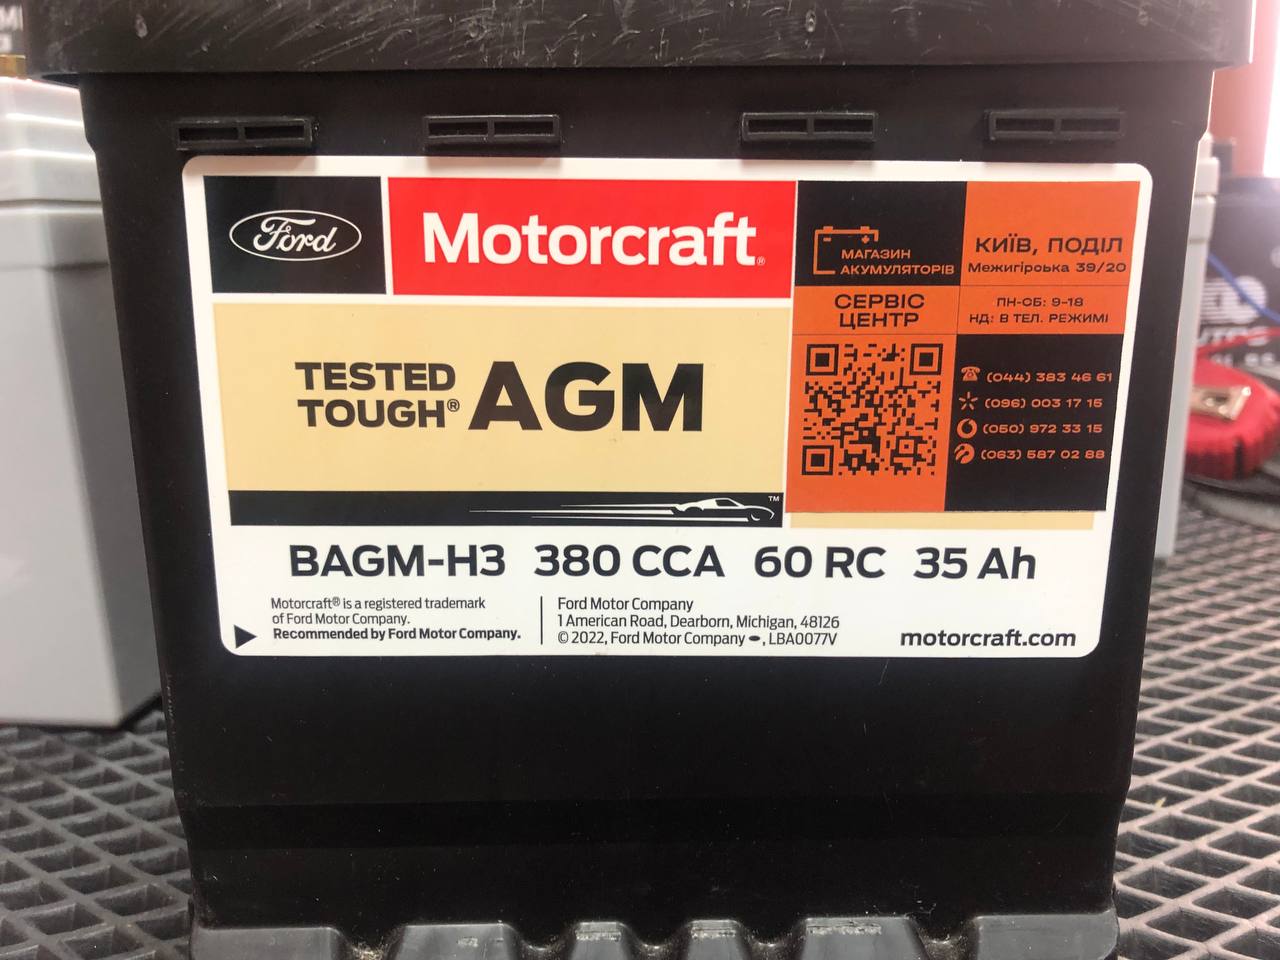 Ford
Motorcraft®
TESTED
TOUGH® AGM
™
МАГАЗИН
АКУМУЛЯТОРІВ
КИЇВ, ПОДІЛ
Межигірська 39/20
СЕРВІС
ЦЕНТР
ПН-СБ: 9-18
НД: В ТЕЛ. РЕЖИМІ
(044) 383 46 61
(096) 003 17 15
(050) 972 33 15
(063) 587 02 88
BAGM-H3 380 CCA 60 RC 35 Ah
Motorcraft® is a registered trademark
of Ford Motor Company.
Recommended by Ford Motor Company.
Ford Motor Company
1 American Road, Dearborn, Michigan, 48126
© 2022, Ford Motor Company, LBA0077V
motorcraft.com